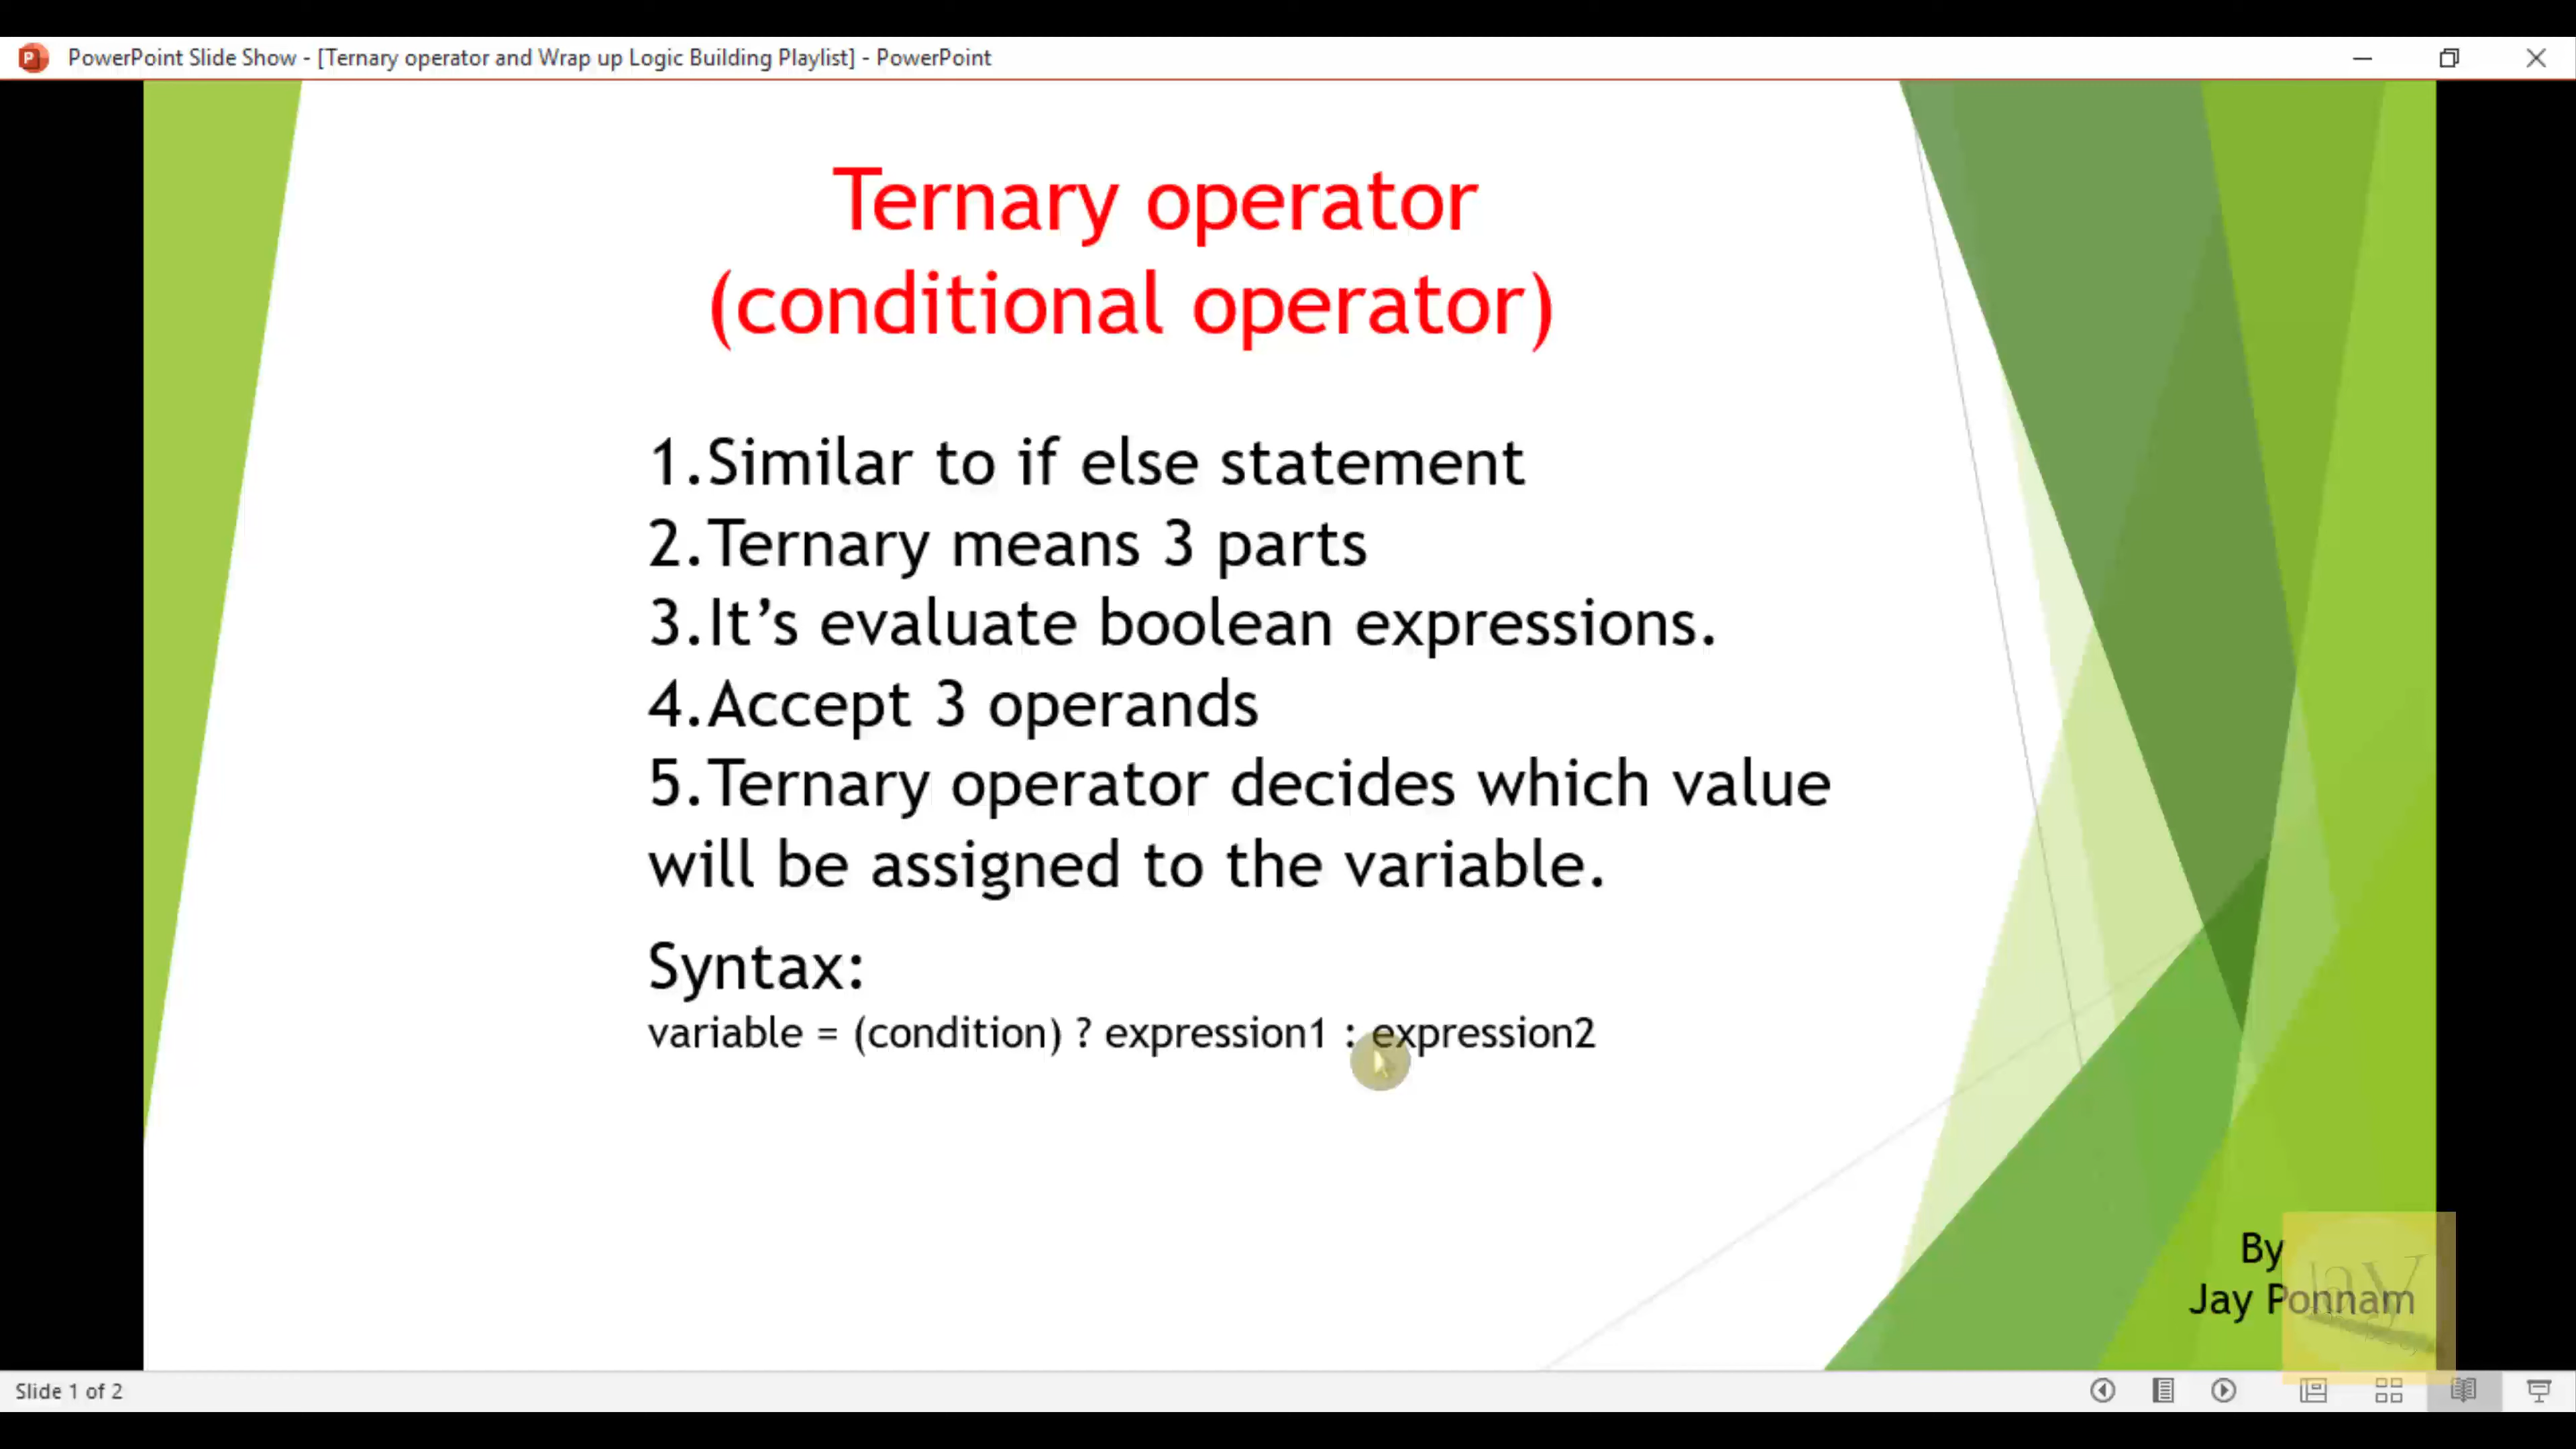 PowerPoint Slide Show - [Ternary operator and Wrap up Logic Building Playlist] - PowerPoint
Ternary operator
(conditional operator)
1.Similar to if else statement
2.Ternary means 3 parts
3.It’s evaluate boolean expressions.
4.Accept 3 operands
5.Ternary operator decides which value
will be assigned to the variable.
Syntax:
variable = (condition) ? expression1 : expression2
By
Jay Ponnam
Jay
Slide 1 of 2